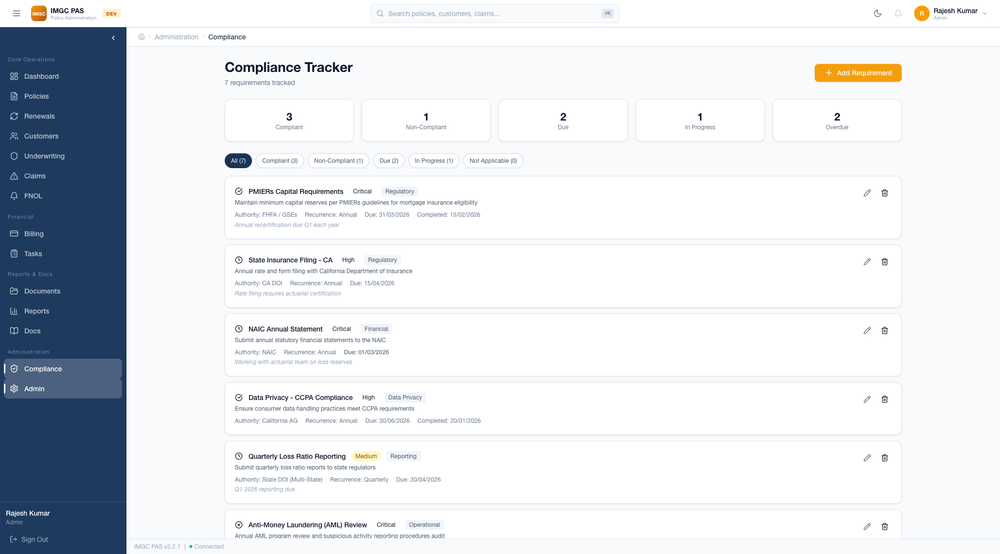 IMGC
IMGC PAS
Policy Administration
DEV
Search policies, customers, claims...
⌘K
R
Rajesh Kumar
Admin
Core Operations
Dashboard
Policies
Renewals
Customers
Underwriting
Claims
FNOL
Financial
Billing
Tasks
Reports & Docs
Documents
Reports
Docs
Administration
Compliance
Admin
Rajesh Kumar
Admin
Sign Out
Administration
Compliance
Compliance Tracker
7 requirements tracked
Add Requirement
3
Compliant
1
Non-Compliant
2
Due
1
In Progress
2
Overdue
All (7)
Compliant (3)
Non-Compliant (1)
Due (2)
In Progress (1)
Not Applicable (0)
PMIERs Capital Requirements Critical Regulatory
Maintain minimum capital reserves per PMIERs guidelines for mortgage insurance eligibility
Authority: FHFA / GSEs Recurrence: Annual Due: 31/03/2026 Completed: 15/02/2026
Annual recertification due Q1 each year
State Insurance Filing - CA High Regulatory
Annual rate and form filing with California Department of Insurance
Authority: CA DOI Recurrence: Annual Due: 15/04/2026
Rate filing requires actuarial certification
NAIC Annual Statement Critical Financial
Submit annual statutory financial statements to the NAIC
Authority: NAIC Recurrence: Annual Due: 01/03/2026
Working with actuarial team on loss reserves
Data Privacy - CCPA Compliance High Data Privacy
Ensure consumer data handling practices meet CCPA requirements
Authority: California AG Recurrence: Annual Due: 30/06/2026 Completed: 20/01/2026
Quarterly Loss Ratio Reporting Medium Reporting
Submit quarterly loss ratio reports to state regulators
Authority: State DOI (Multi-State) Recurrence: Quarterly Due: 30/04/2026
Q1 2026 reporting due
Anti-Money Laundering (AML) Review Critical Operational
Annual AML program review and suspicious activity reporting procedures audit
IMGC PAS v3.2.1 | Connected